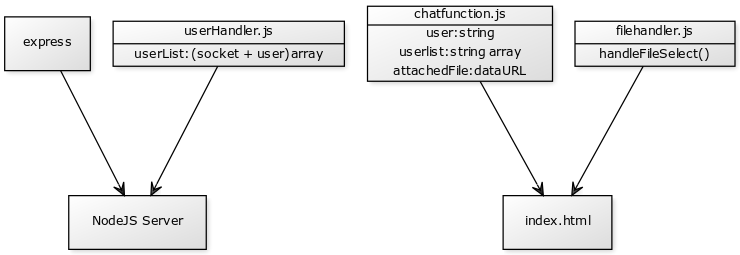 express
userHandler.js
userList:(socket + user)array
chatfunction.js
user:string
userlist:string array
attachedFile:dataURL
filehandler.js
handleFileSelect()
NodeJS Server
index.html